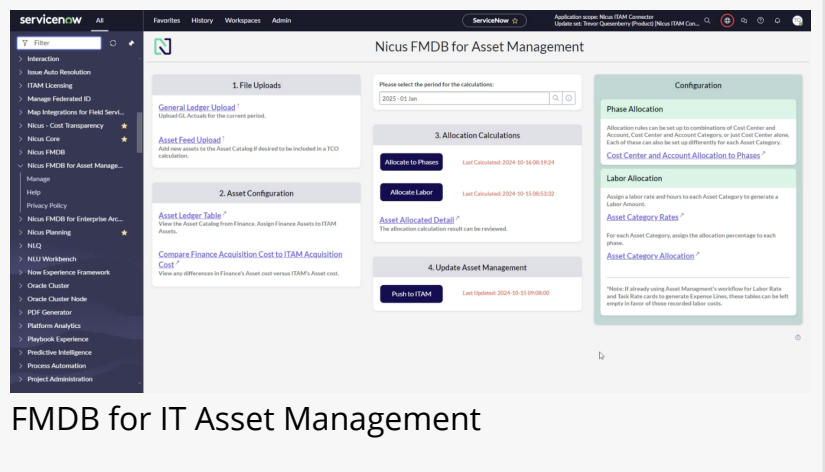 servicenow All Favorites History Workspaces Admin ServiceNow ☆ Application scope: Nicus ITAM Connector
Update set: Trevor Quesenberry (Product) [Nicus ITAM Con...
Filter
Interaction
Issue Auto Resolution
ITAM Licensing
Manage Federated ID
Map Integrations for Field Servi...
Nicus - Cost Transparency
Nicus Core
Nicus FMDB
Nicus FMDB for Asset Manage...
Manage
Help
Privacy Policy
Nicus FMDB for Enterprise Arc...
Nicus Planning
NLQ
NLU Workbench
Now Experience Framework
Oracle Cluster
Oracle Cluster Node
PDF Generator
Platform Analytics
Playbook Experience
Predictive Intelligence
Process Automation
Project Administration
Nicus FMDB for Asset Management
1. File Uploads
General Ledger Upload ↑
Upload GL Actuals for the current period.
Asset Feed Upload ↑
Add new assets to the Asset Catalog if desired to be included in a TCO
calculation.
2. Asset Configuration
Asset Ledger Table ↗
View the Asset Catalog from Finance. Assign Finance Assets to ITAM
Assets.
Compare Finance Acquisition Cost to ITAM Acquisition
Cost ↗
View any differences in Finance's Asset cost versus ITAM's Asset cost.
Please select the period for the calculations:
2025 - 01 Jan
3. Allocation Calculations
Allocate to Phases Last Calculated: 2024-10-16 08:19:24
Allocate Labor Last Calculated: 2024-10-15 08:53:32
Asset Allocated Detail ↗
The allocation calculation result can be reviewed.
4. Update Asset Management
Push to ITAM Last Updated: 2024-10-15 09:08:00
Configuration
Phase Allocation
Allocation rules can be set up to combinations of Cost Center and
Account, Cost Center and Account Category, or just Cost Center alone.
Each of these can also be set up differently for each Asset Category.
Cost Center and Account Allocation to Phases ↗
Labor Allocation
Assign a labor rate and hours to each Asset Category to generate a
Labor Amount.
Asset Category Rates ↗
For each Asset Category, assign the allocation percentage to each
phase.
Asset Category Allocation ↗
*Note: If already using Asset Managment's workflow for Labor Rate
and Task Rate cards to generate Expense Lines, these tables can be left
empty in favor of those recorded labor costs.
FMDB for IT Asset Management